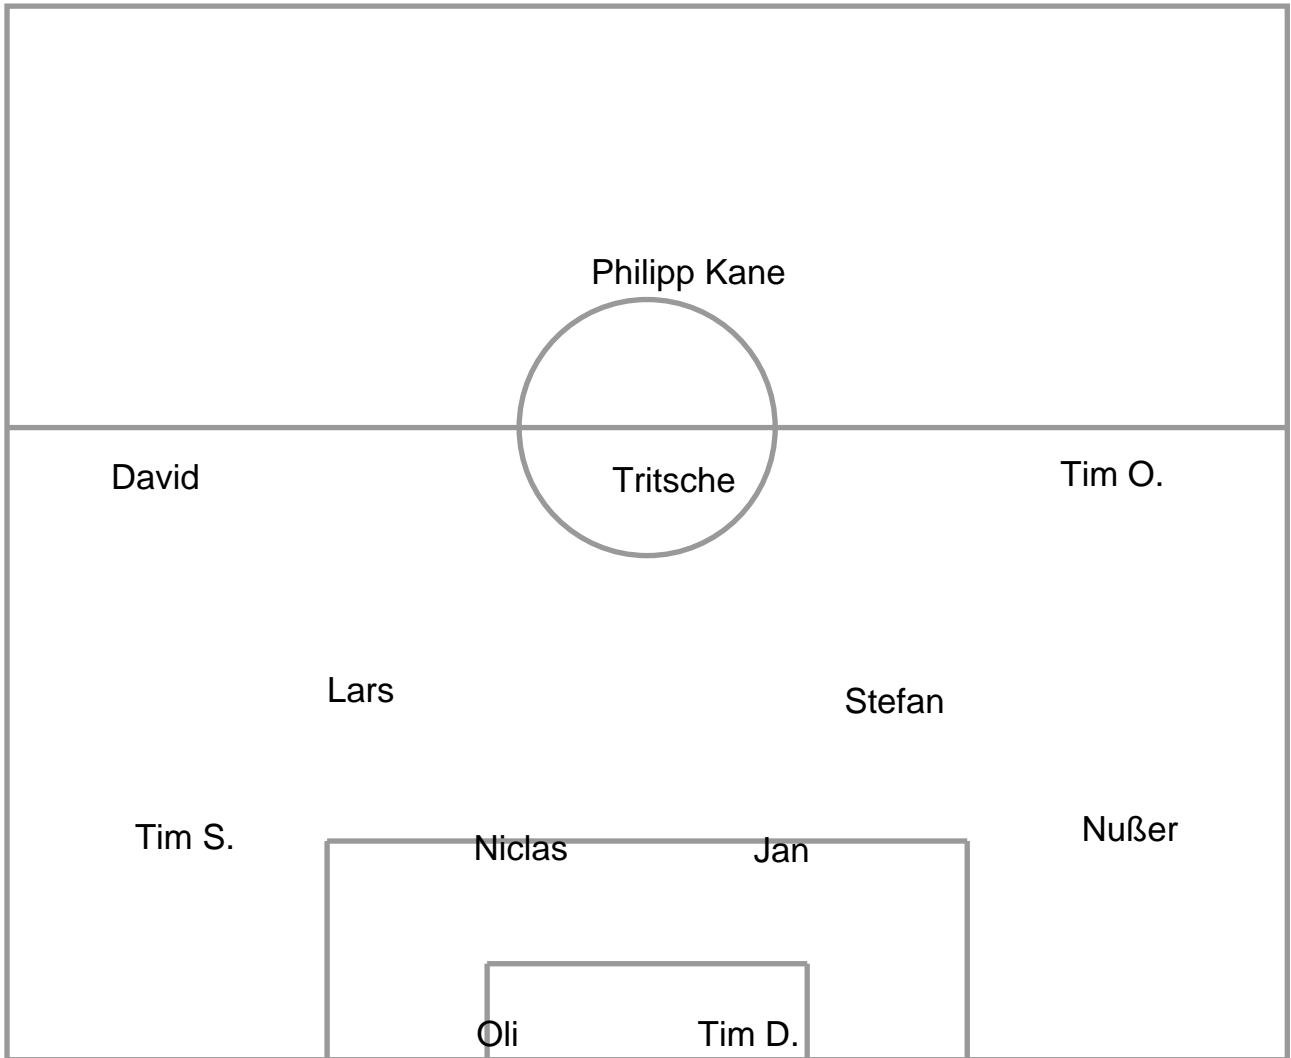 Philipp Kane
David
Tritsche
Tim O.
Lars
Stefan
Tim S.
Niclas
Jan
Nußer
Oli
Tim D.